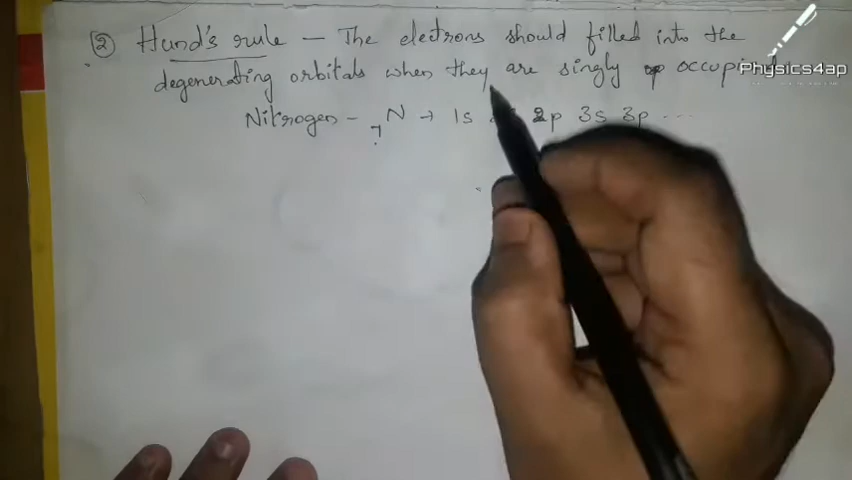 ② Hund's rule — The electrons should filled into the
degenerating orbitals when they are singly occupied
Nitrogen – ₇N → 1s 2p 3s 3p ...
Physics4ap